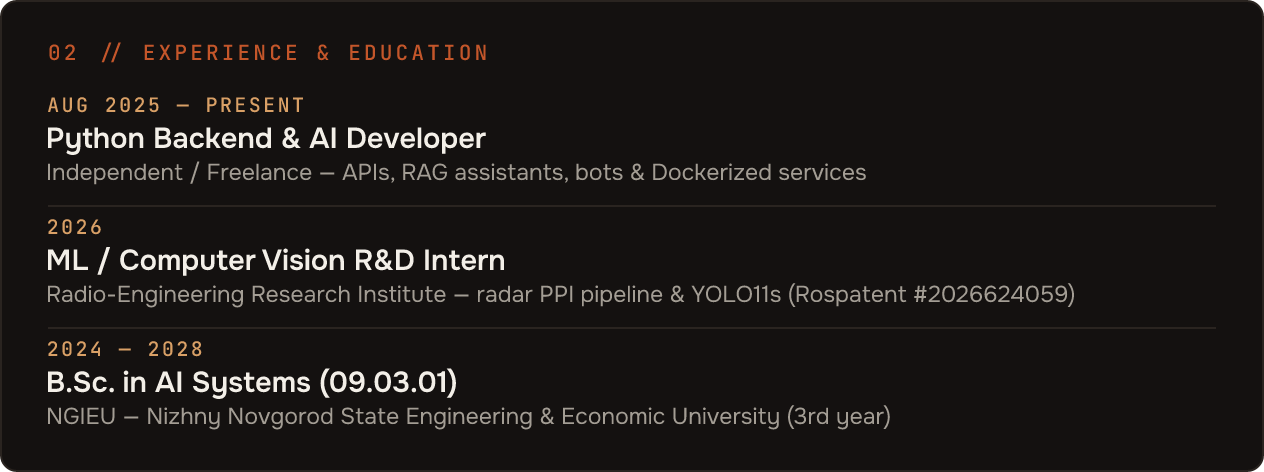 02 // EXPERIENCE & EDUCATION
AUG 2025 — PRESENT
Python Backend & AI Developer
Independent / Freelance — APIs, RAG assistants, bots & Dockerized services
2026
ML / Computer Vision R&D Intern
Radio-Engineering Research Institute — radar PPI pipeline & YOLO11s (Rospatent #2026624059)
2024 — 2028
B.Sc. in AI Systems (09.03.01)
NGIEU — Nizhny Novgorod State Engineering & Economic University (3rd year)